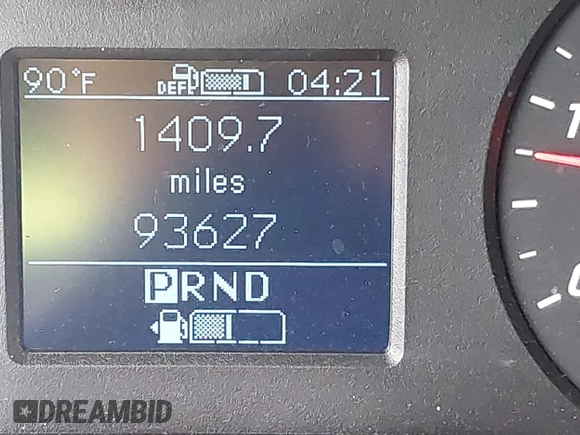 90°F DEF 04:21
1409.7
miles
93627
PRND
DREAMBID